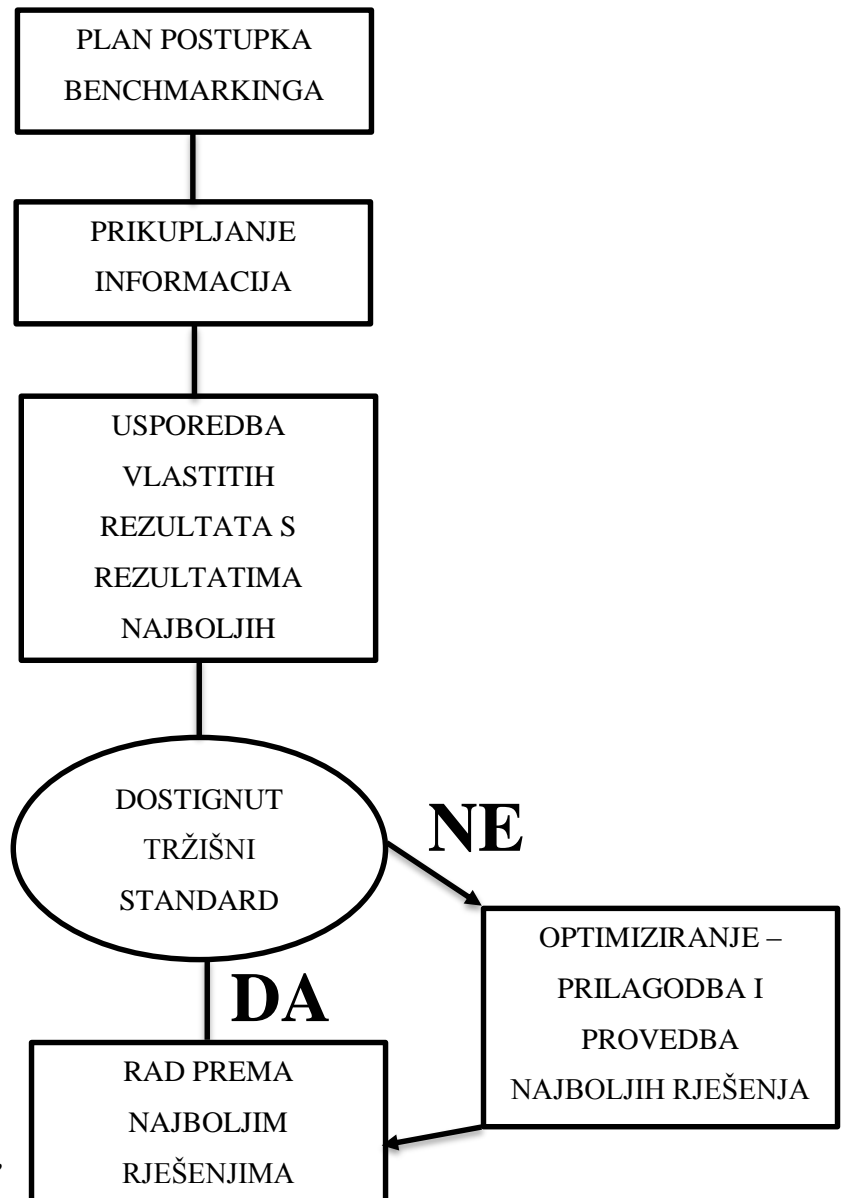 PLAN POSTUPKA
BENCHMARKINGA
PRIKUPLJANJE
INFORMACIJA
USPOREDBA
VLASTITIH
REZULTATA S
REZULTATIMA
NAJBOLJIH
DOSTIGNUT
TRŽIŠNI
STANDARD
NE
OPTIMIZIRANJE –
PRILAGODBA I
PROVEDBA
NAJBOLJIH RJEŠENJA
DA
RAD PREMA
NAJBOLJIM
RJEŠENJIMA